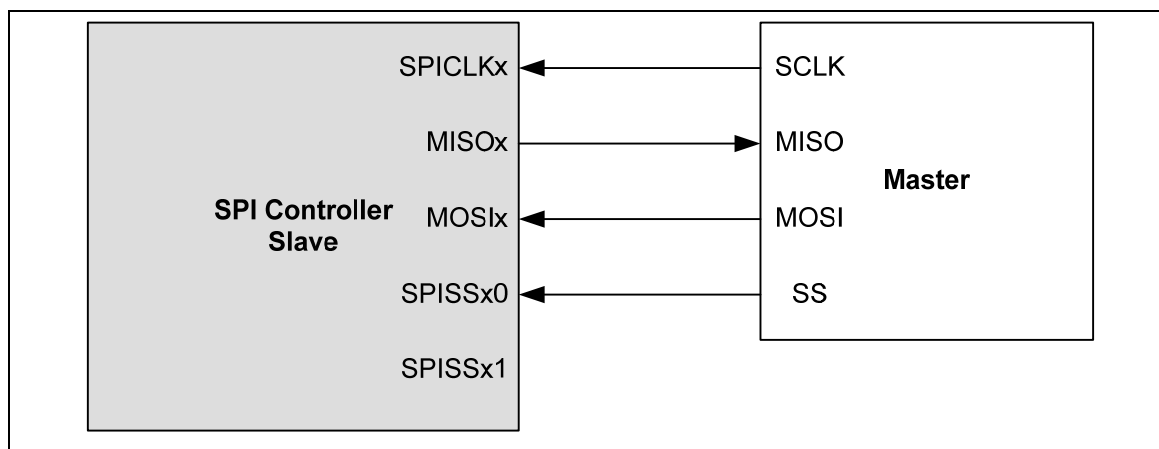 SPICLKx
SCLK
MISOx
MISO
Master
SPI Controller
Slave
MOSIx
MOSI
SPISSx0
SS
SPISSx1